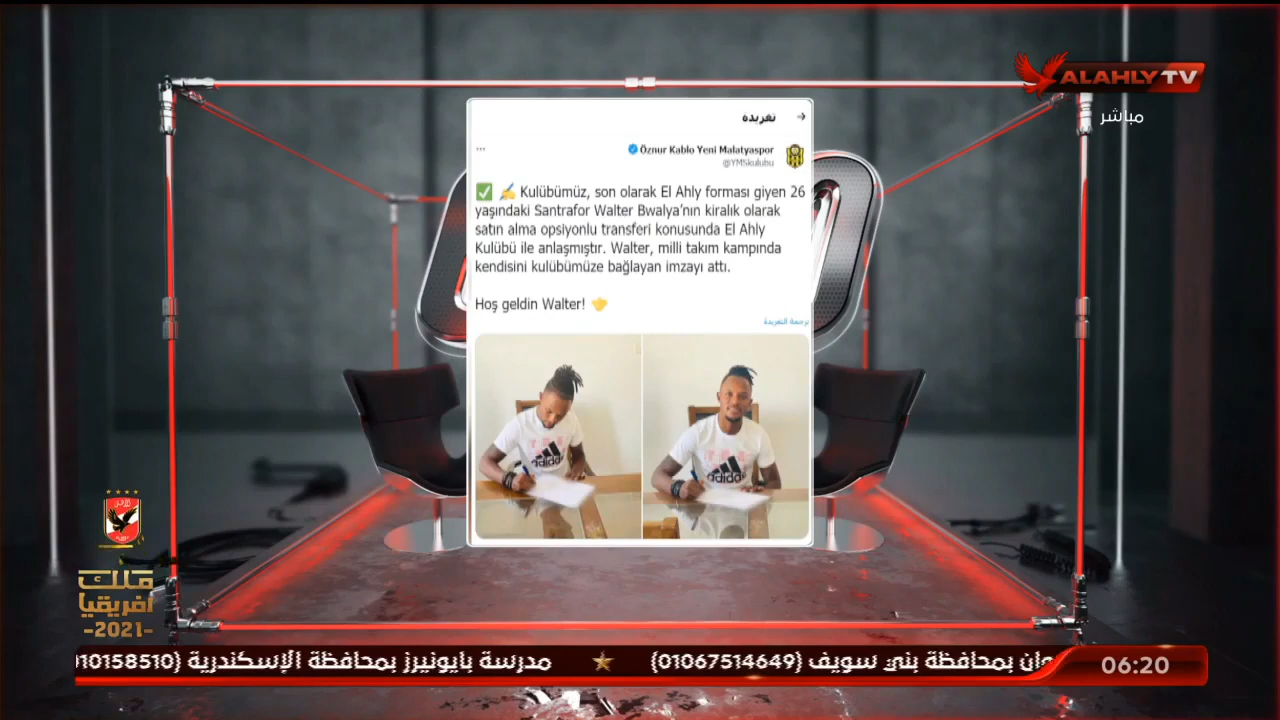 ALAHLY TV
مباشر
تغريدة
Öznur Kablo Yeni Malatyaspor
@YMSkulubu
Kulübümüz, son olarak El Ahly forması giyen 26
yaşındaki Santrafor Walter Bwalya'nın kiralık olarak
satın alma opsiyonlu transferi konusunda El Ahly
Kulübü ile anlaşmıştır. Walter, milli takım kampında
kendisini kulübümüze bağlayan imzayı attı.
Hoş geldin Walter!
ترجمة التغريدة
adidas
adidas
ملك
افريقيا
-2021-
وان بمحافظة بني سويف (01067514649) ★ مدرسة بايونيرز بمحافظة الإسكندرية (010158510
06:20